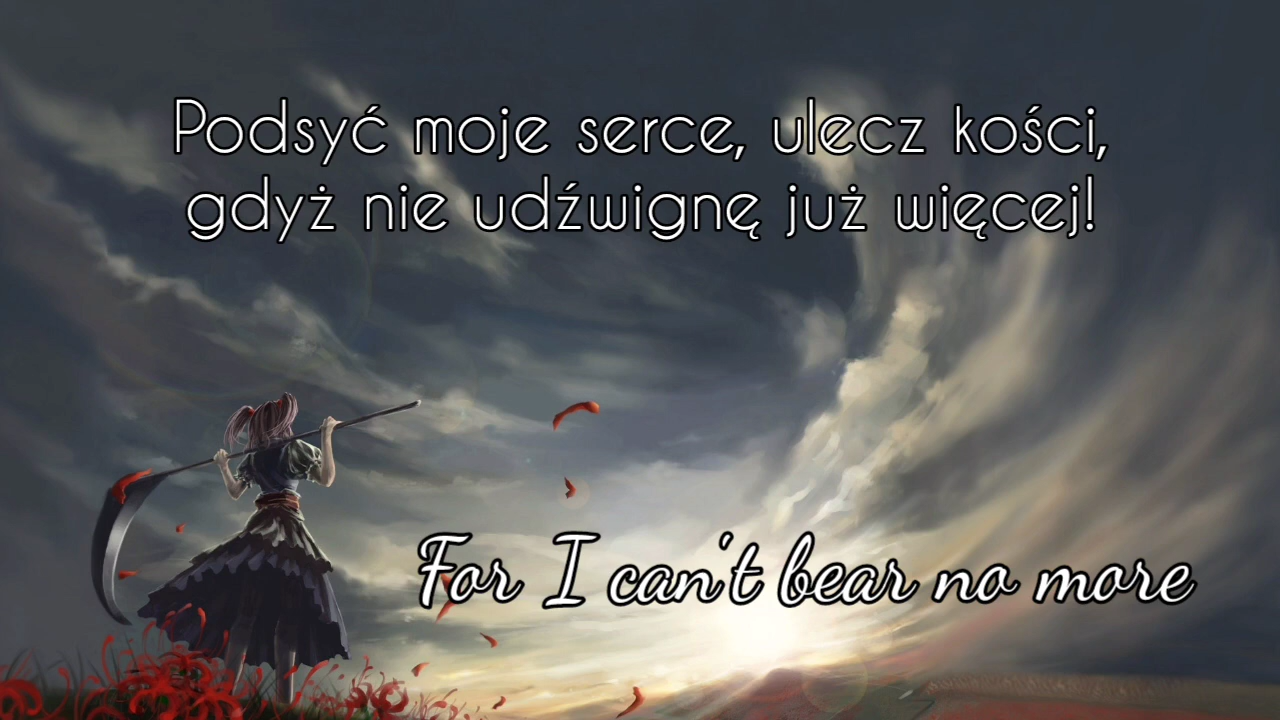 Podsyć moje serce, ulecz kości,
gdyż nie udźwignę już więcej!
For I can't bear no more